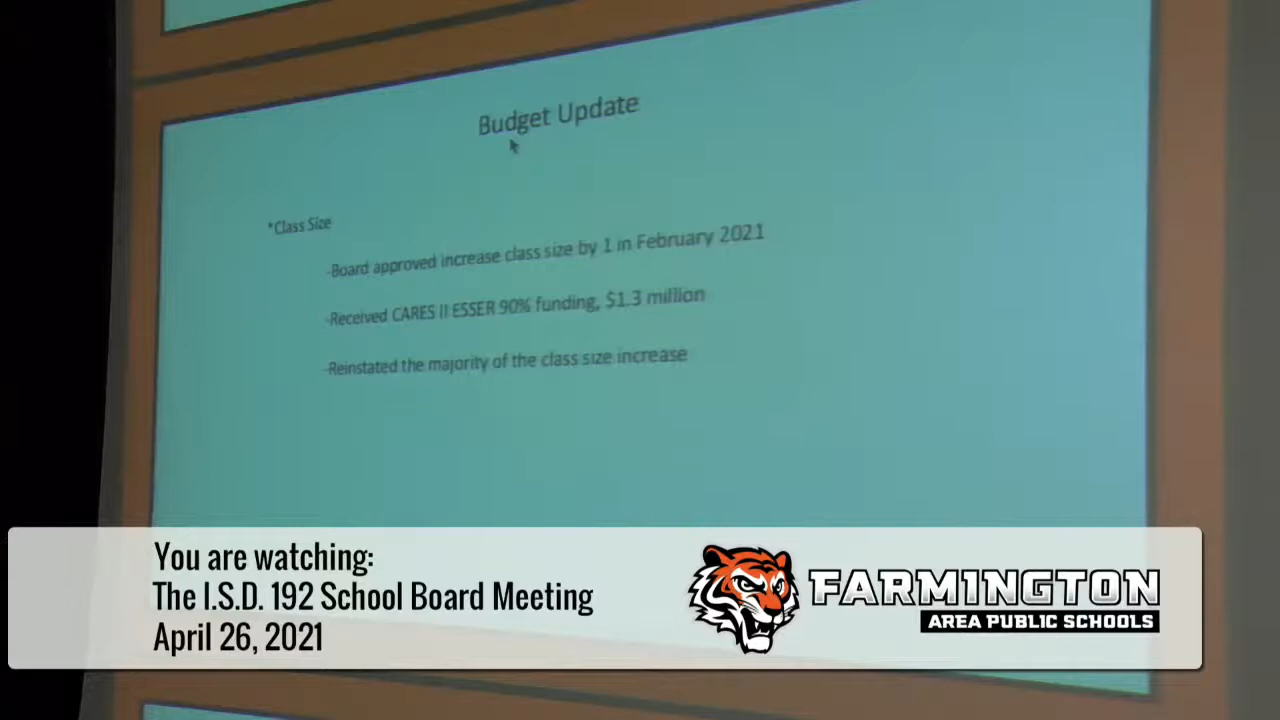 Budget Update
*Class Size
-Board approved increase class size by 1 in February 2021
-Received CARES II ESSER 90% funding, $1.3 million
-Reinstated the majority of the class size increase
You are watching:
The I.S.D. 192 School Board Meeting
April 26, 2021
FARMINGTON
AREA PUBLIC SCHOOLS